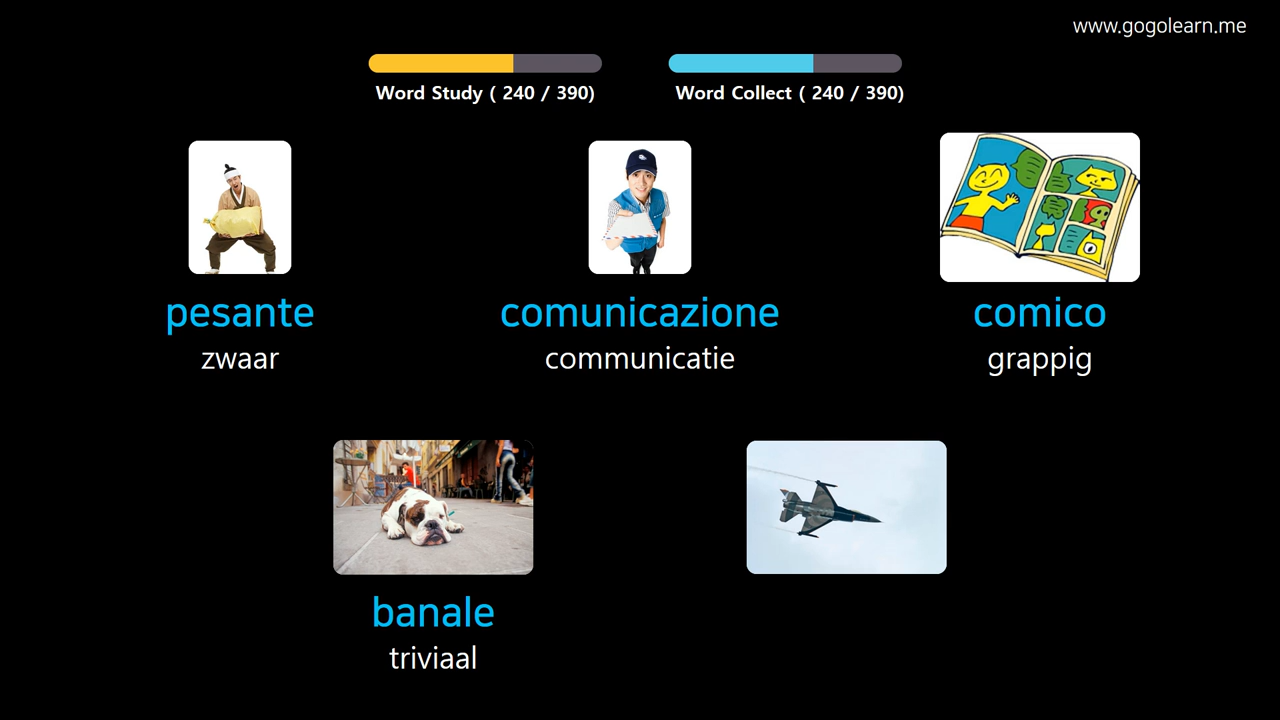 www.gogolearn.me
Word Study ( 240 / 390)
Word Collect ( 240 / 390)
pesante
comunicazione
comico
zwaar
communicatie
grappig
banale
triviaal